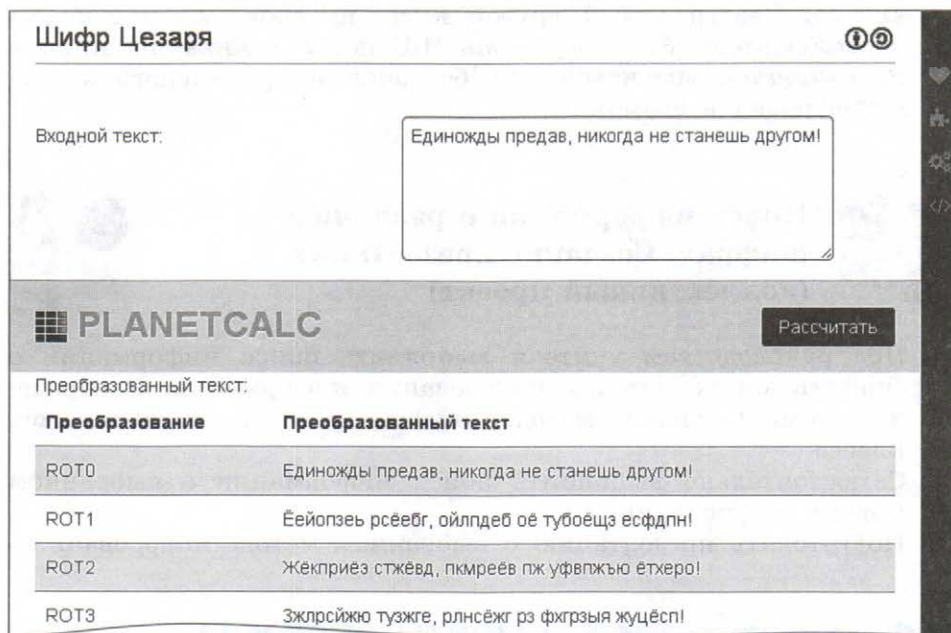 Шифр Цезаря
Входной текст:
Единожды предав, никогда не станешь другом!
PLANETCALC
Рассчитать
Преобразованный текст:
Преобразование Преобразованный текст
ROT0 Единожды предав, никогда не станешь другом!
ROT1 Ёейопзеь рсёебг, ойлпдеб оё тубоёщэ есфдпн!
ROT2 Жёкприёэ стжёвд, пкмреёв пж уфвпжъю ётхеро!
ROT3 Зжлрсйжю тузжге, рлнсёжг рз фхгрзыя жуцёсп!